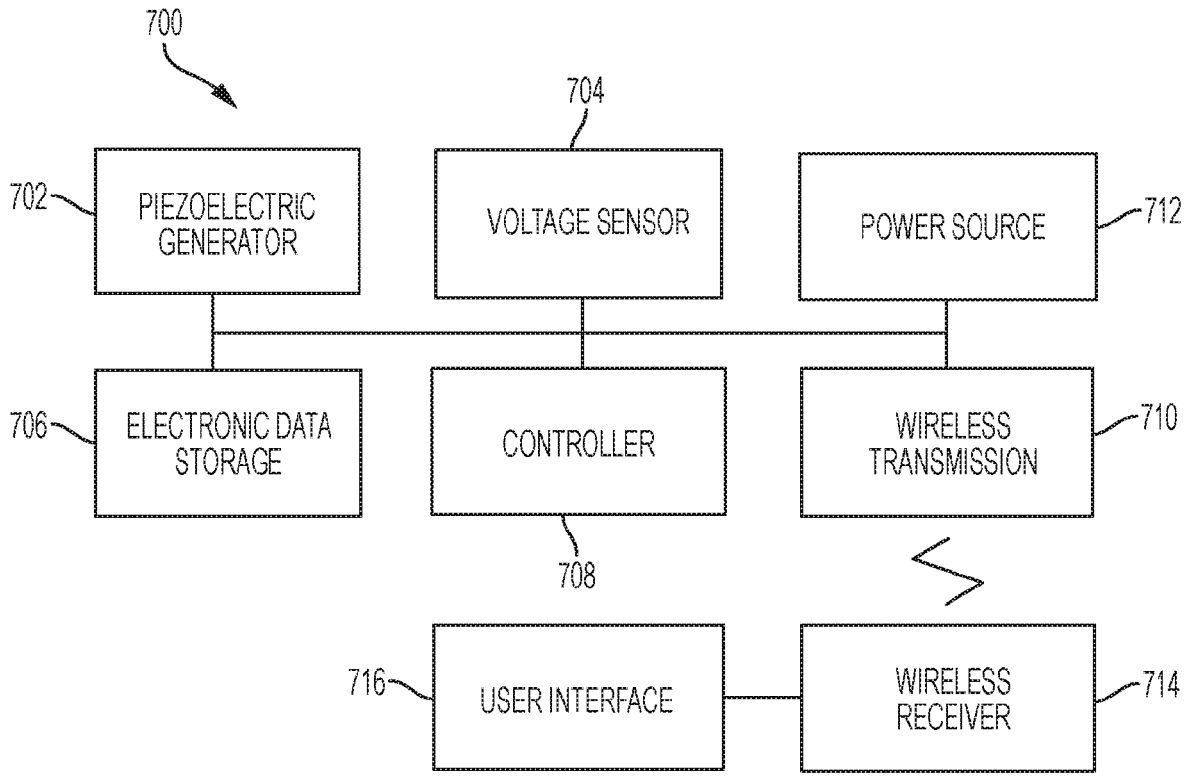 700
704
702
PIEZOELECTRIC
GENERATOR
VOLTAGE SENSOR
POWER SOURCE
712
706
ELECTRONIC DATA
STORAGE
CONTROLLER
WIRELESS
TRANSMISSION
710
708
716
USER INTERFACE
WIRELESS
RECEIVER
714